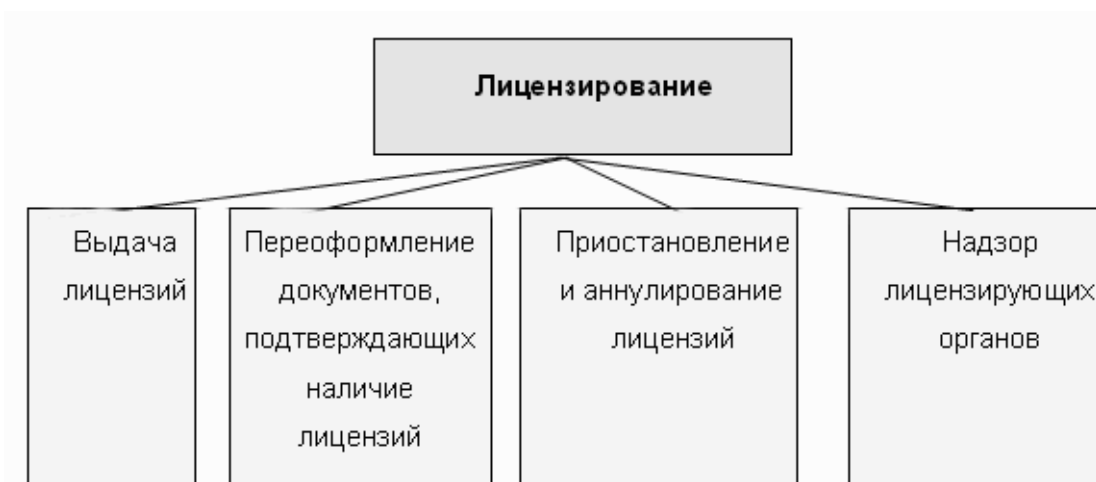 Лицензирование
Выдача
лицензий
Переоформление
документов,
подтверждающих
наличие
лицензий
Приостановление
и аннулирование
лицензий
Надзор
лицензирующих
органов